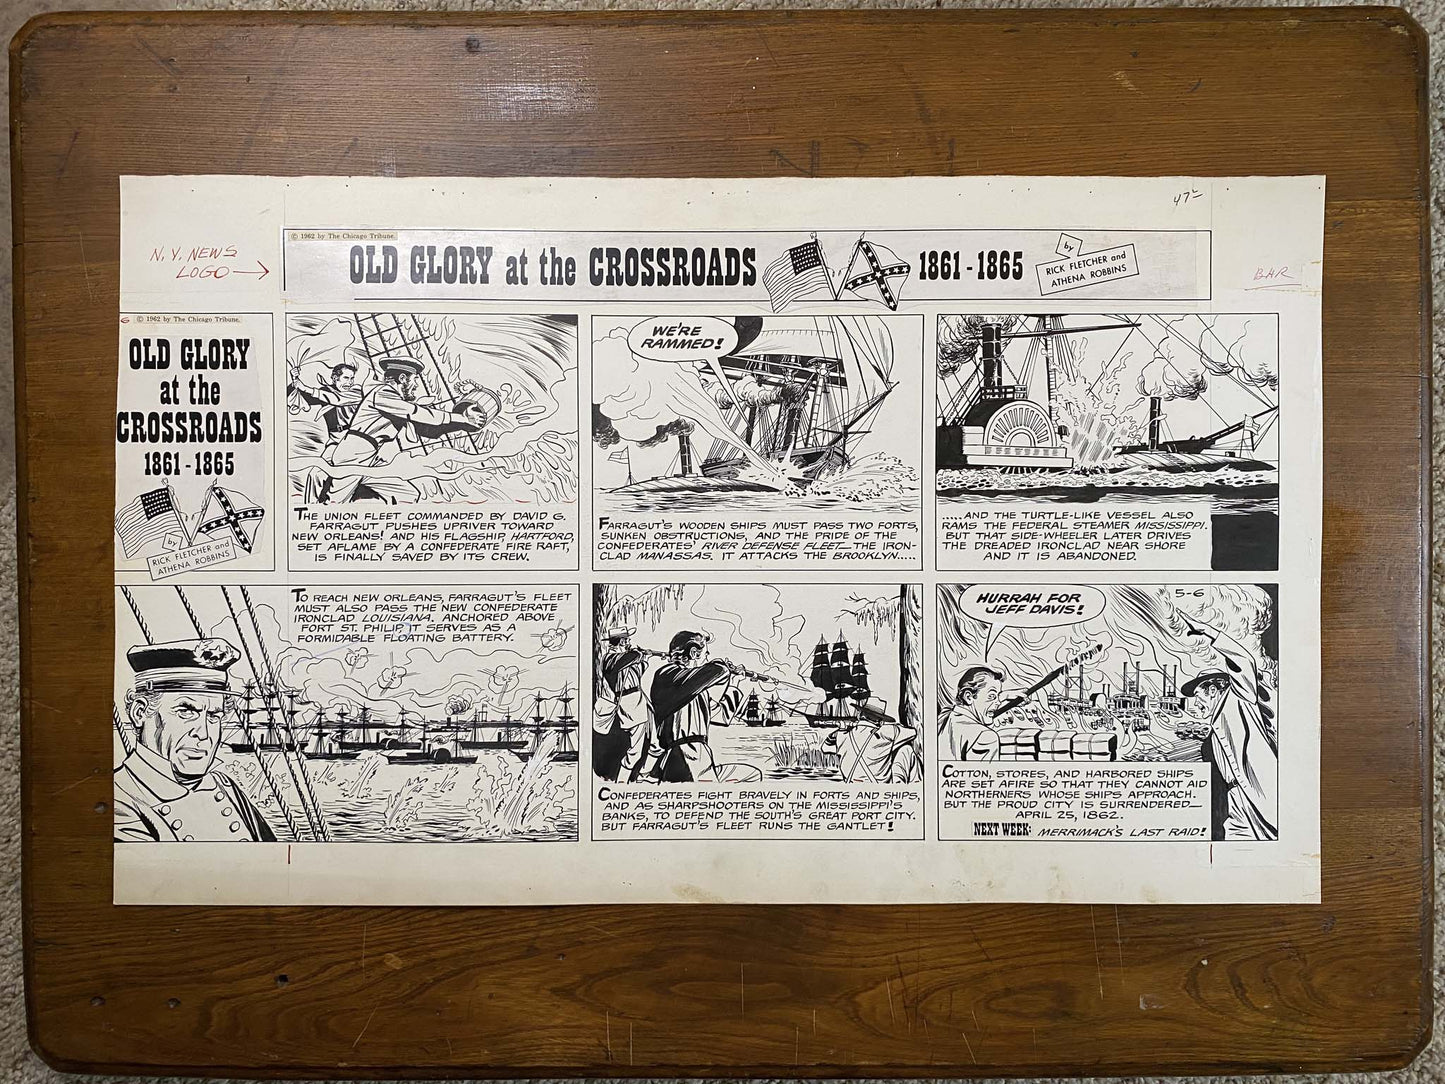 47½
N.Y. NEWS
LOGO →
© 1962 by The Chicago Tribune.
OLD GLORY at the CROSSROADS 1861-1865
by
RICK FLETCHER and
ATHENA ROBBINS
© 1962 by The Chicago Tribune.
OLD GLORY
at the
CROSSROADS
1861-1865
by
RICK FLETCHER and
ATHENA ROBBINS
THE UNION FLEET COMMANDED BY DAVID G.
FARRAGUT PUSHES UPRIVER TOWARD
NEW ORLEANS! AND HIS FLAGSHIP, HARTFORD,
SET AFLAME BY A CONFEDERATE FIRE RAFT,
IS FINALLY SAVED BY ITS CREW.
WE'RE
RAMMED!
FARRAGUT'S WOODEN SHIPS MUST PASS TWO FORTS,
SUNKEN OBSTRUCTIONS, AND THE PRIDE OF THE
CONFEDERATES' RIVER DEFENSE FLEET—THE IRON-
CLAD MANASSAS. IT ATTACKS THE BROOKLYN.....
.....AND THE TURTLE-LIKE VESSEL ALSO
RAMS THE FEDERAL STEAMER MISSISSIPPI.
BUT THAT SIDE-WHEELER LATER DRIVES
THE DREADED IRONCLAD NEAR SHORE
AND IT IS ABANDONED.
TO REACH NEW ORLEANS, FARRAGUT'S FLEET
MUST ALSO PASS THE NEW CONFEDERATE
IRONCLAD LOUISIANA. ANCHORED ABOVE
FORT ST. PHILIP, IT SERVES AS A
FORMIDABLE FLOATING BATTERY.
CONFEDERATES FIGHT BRAVELY IN FORTS AND SHIPS,
AND AS SHARPSHOOTERS ON THE MISSISSIPPI'S
BANKS, TO DEFEND THE SOUTH'S GREAT PORT CITY.
BUT FARRAGUT'S FLEET RUNS THE GANTLET!
HURRAH FOR
JEFF DAVIS!
5-6
COTTON, STORES, AND HARBORED SHIPS
ARE SET AFIRE SO THAT THEY CANNOT AID
NORTHERNERS WHOSE SHIPS APPROACH.
BUT THE PROUD CITY IS SURRENDERED—
APRIL 25, 1862.
NEXT WEEK: MERRIMACK'S LAST RAID!